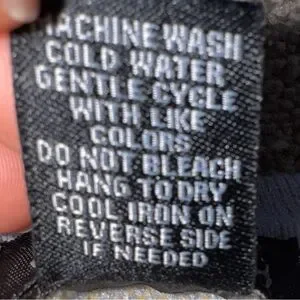 MACHINE WASH
COLD WATER
GENTLE CYCLE
WITH LIKE
COLORS
DO NOT BLEACH
HANG TO DRY
COOL IRON ON
REVERSE SIDE
IF NEEDED